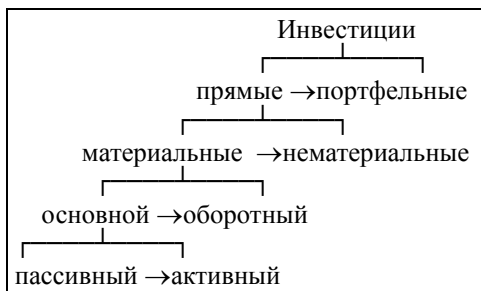 Инвестиции
прямые →портфельные
материальные →нематериальные
основной →оборотный
пассивный →активный